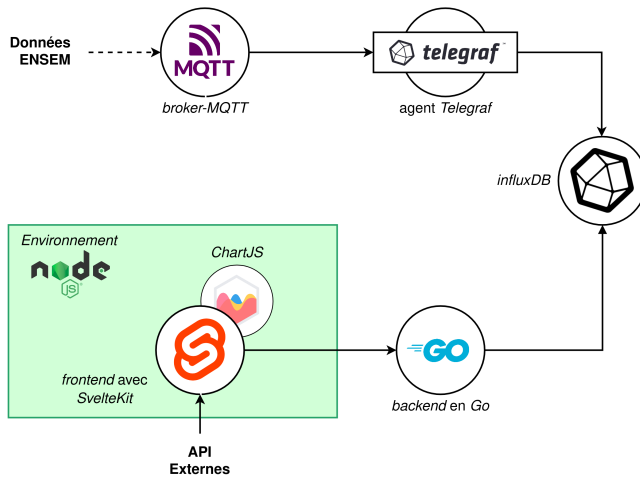 Données
ENSEM
MQTT
broker-MQTT
telegraf
agent Telegraf
influxDB
Environnement
node
JS
ChartJS
frontend avec
SvelteKit
GO
backend en Go
API
Externes